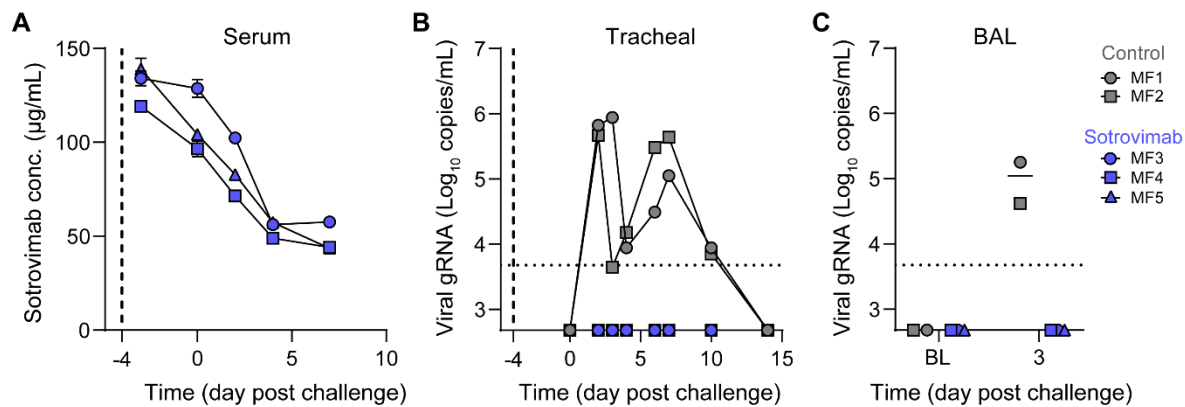 A
Serum
Sotrovimab conc. (µg/mL)
150
100
50
0
-4
0
5
10
Time (day post challenge)
B
Tracheal
Viral gRNA (Log10 copies/mL)
7
6
5
4
3
-4
0
5
10
15
Time (day post challenge)
C
BAL
Viral gRNA (Log10 copies/mL)
7
6
5
4
3
BL
3
Time (day post challenge)
Control
MF1
MF2
Sotrovimab
MF3
MF4
MF5